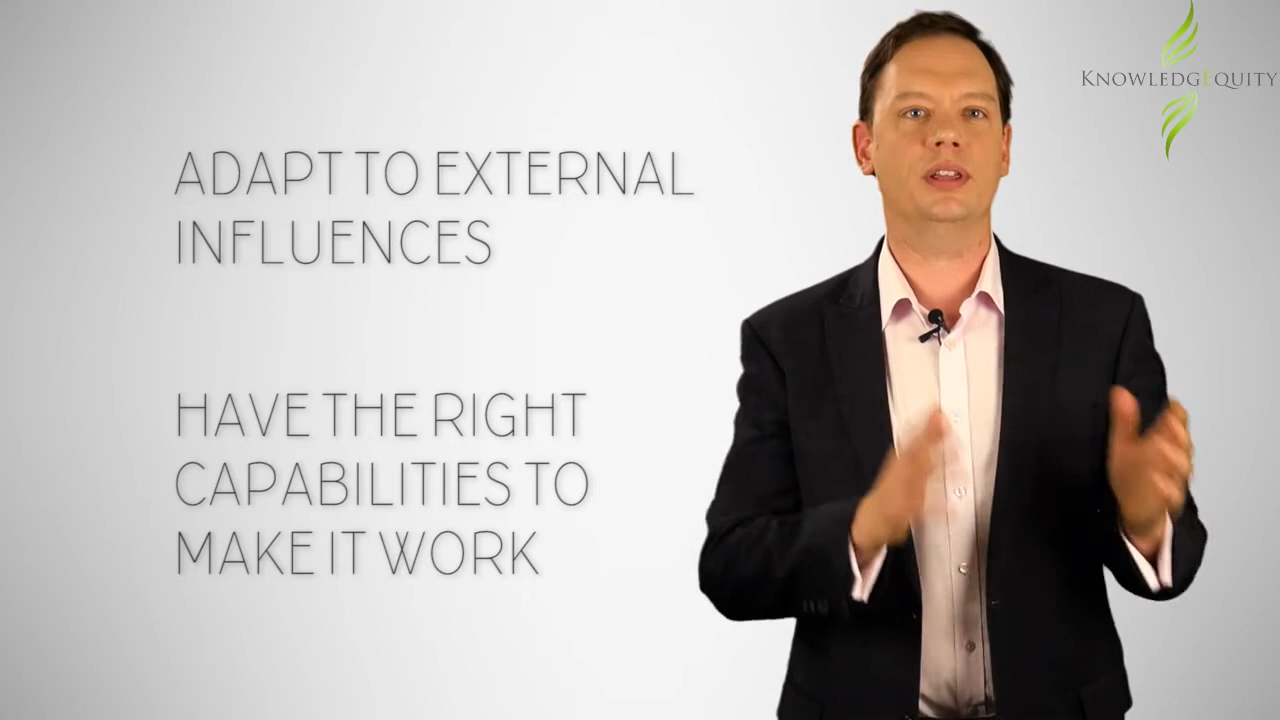 KNOWLEDGEQUITY
ADAPT TO EXTERNAL
INFLUENCES
HAVE THE RIGHT
CAPABILITIES TO
MAKE IT WORK